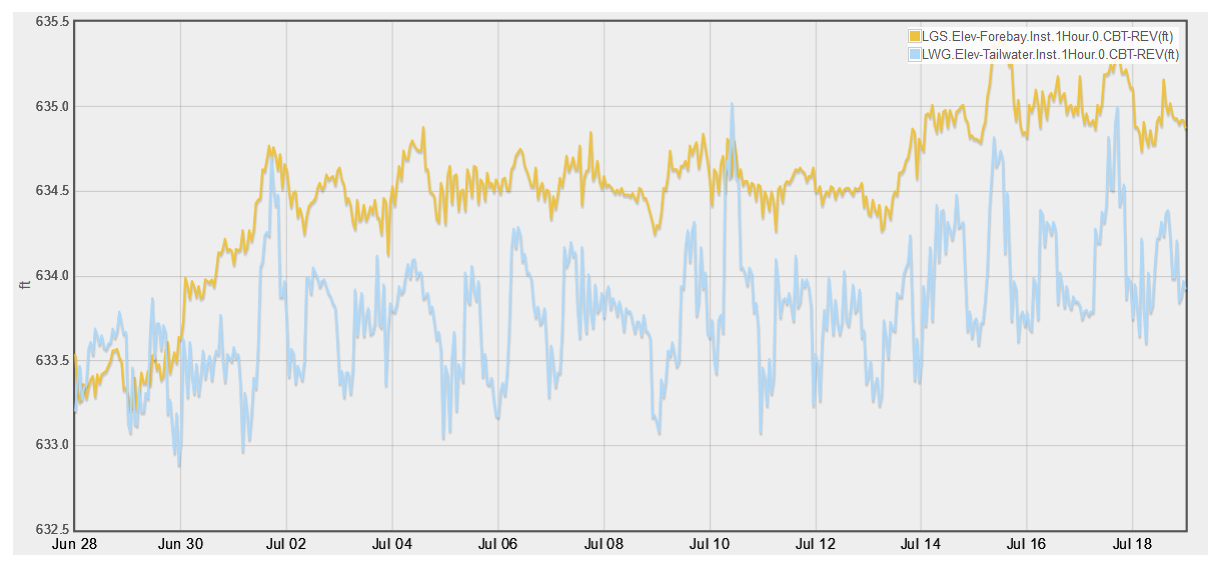 635.5
LGS.Elev-Forebay.Inst.1Hour.0.CBT-REV(ft)
LWG.Elev-Tailwater.Inst.1Hour.0.CBT-REV(ft)
635.0
634.5
634.0
ft
633.5
633.0
632.5
Jun 28 Jun 30 Jul 02 Jul 04 Jul 06 Jul 08 Jul 10 Jul 12 Jul 14 Jul 16 Jul 18